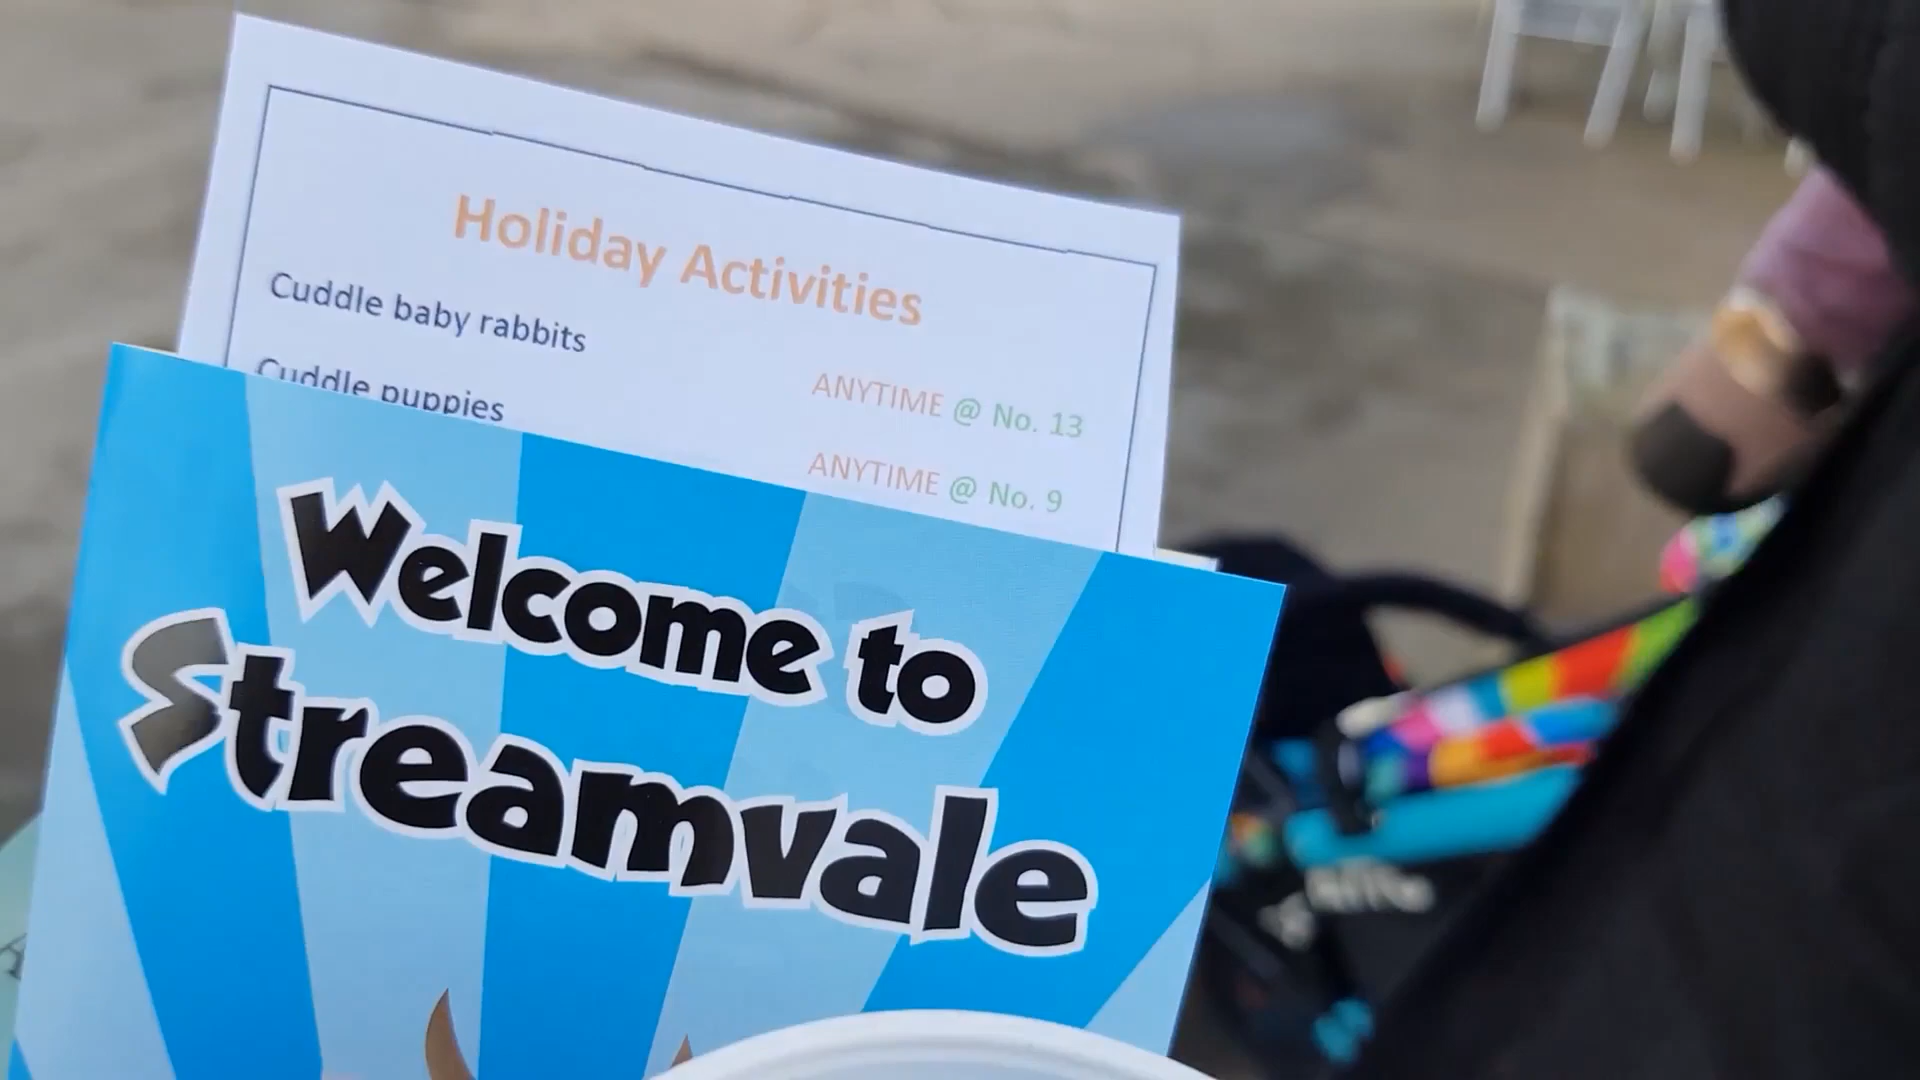 Holiday Activities
Cuddle baby rabbits
ANYTIME @ No. 13
Cuddle puppies
ANYTIME @ No. 9
Welcome to
Streamvale